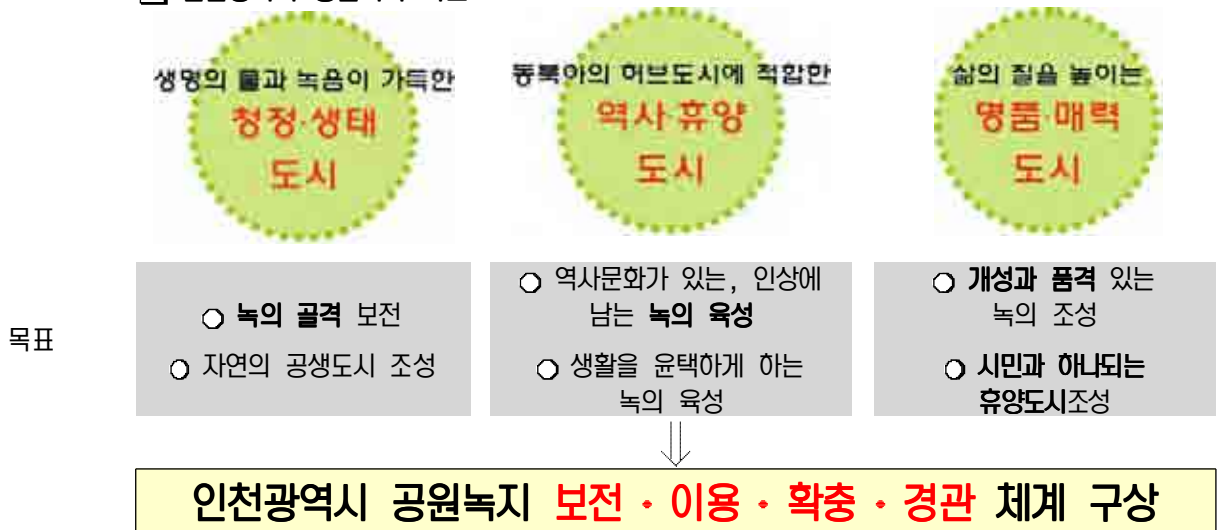 생명의 물과 녹음이 가득한
청정·생태
도시
동북아의 허브도시에 적합한
역사·휴양
도시
삶의 질을 높이는
명품·매력
도시
목표
○ 녹의 골격 보전
○ 자연의 공생도시 조성
○ 역사문화가 있는, 인상에
남는 녹의 육성
○ 생활을 윤택하게 하는
녹의 육성
○ 개성과 품격 있는
녹의 조성
○ 시민과 하나되는
휴양도시조성
인천광역시 공원녹지 보전·이용·확충·경관 체계 구상